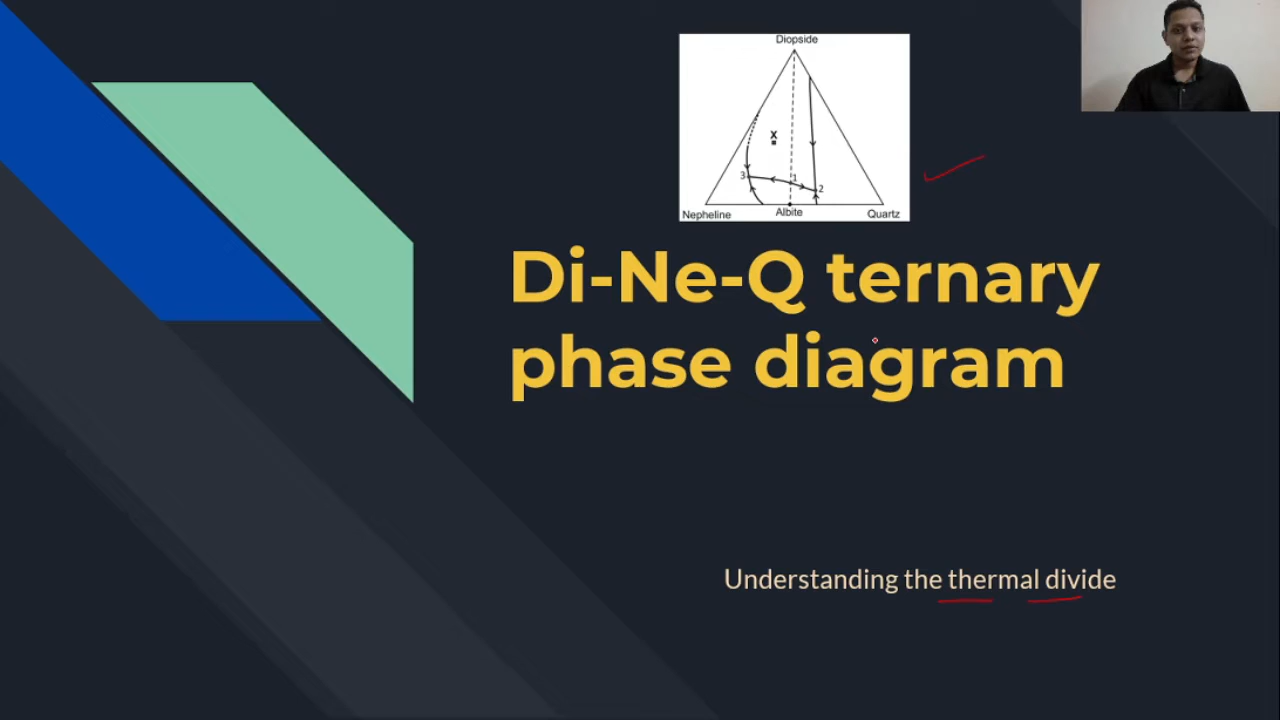 Diopside
X
3
1
2
Nepheline Albite Quartz
Di-Ne-Q ternary
phase diagram
Understanding the thermal divide